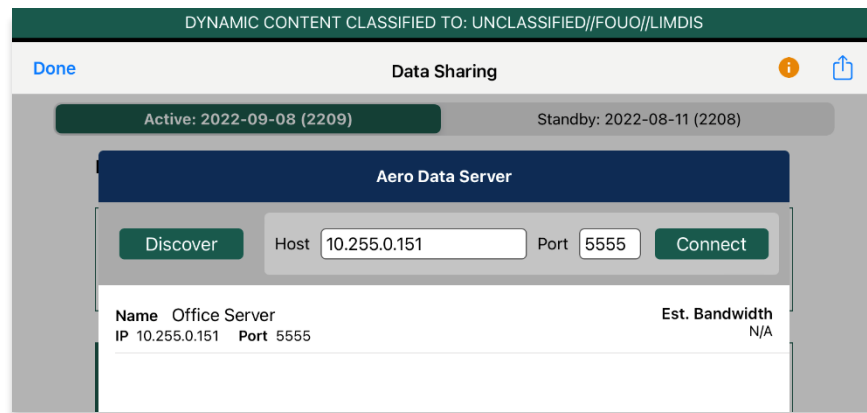 DYNAMIC CONTENT CLASSIFIED TO: UNCLASSIFIED//FOUO//LIMDIS
Done Data Sharing
Active: 2022-09-08 (2209) Standby: 2022-08-11 (2208)
Aero Data Server
Discover Host 10.255.0.151 Port 5555 Connect
Name Office Server Est. Bandwidth
IP 10.255.0.151 Port 5555 N/A